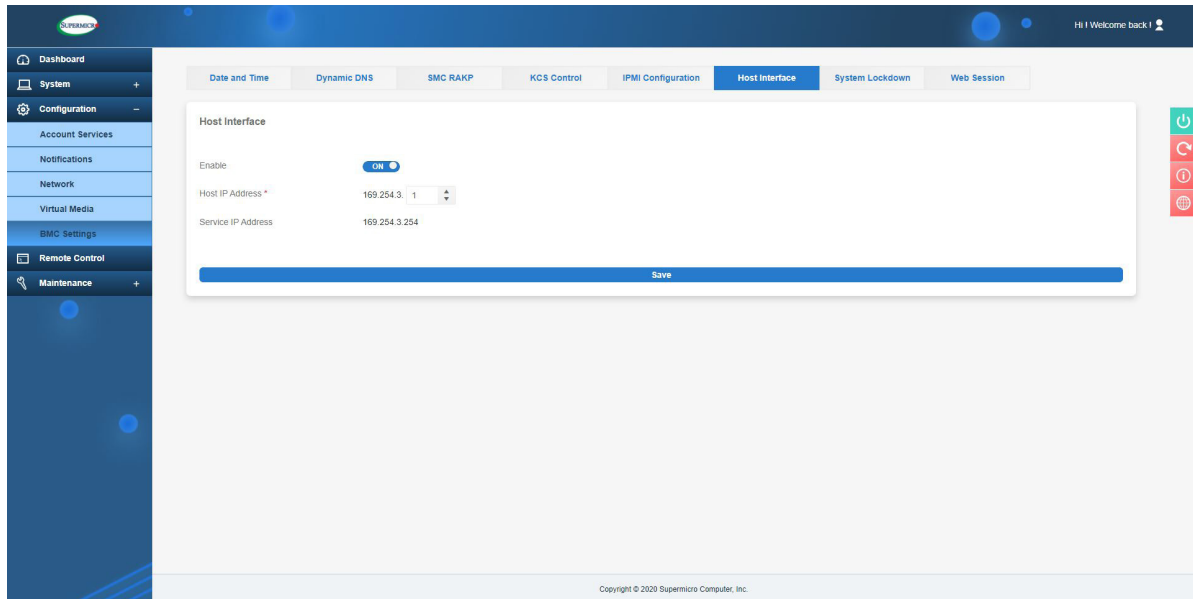 SUPERMICRO
Hi ! Welcome back !
Dashboard
System +
Configuration –
Account Services
Notifications
Network
Virtual Media
BMC Settings
Remote Control
Maintenance +
Date and Time Dynamic DNS SMC RAKP KCS Control IPMI Configuration Host Interface System Lockdown Web Session
Host Interface
Enable ON
Host IP Address * 169.254.3. 1
Service IP Address 169.254.3.254
Save
Copyright © 2020 Supermicro Computer, Inc.